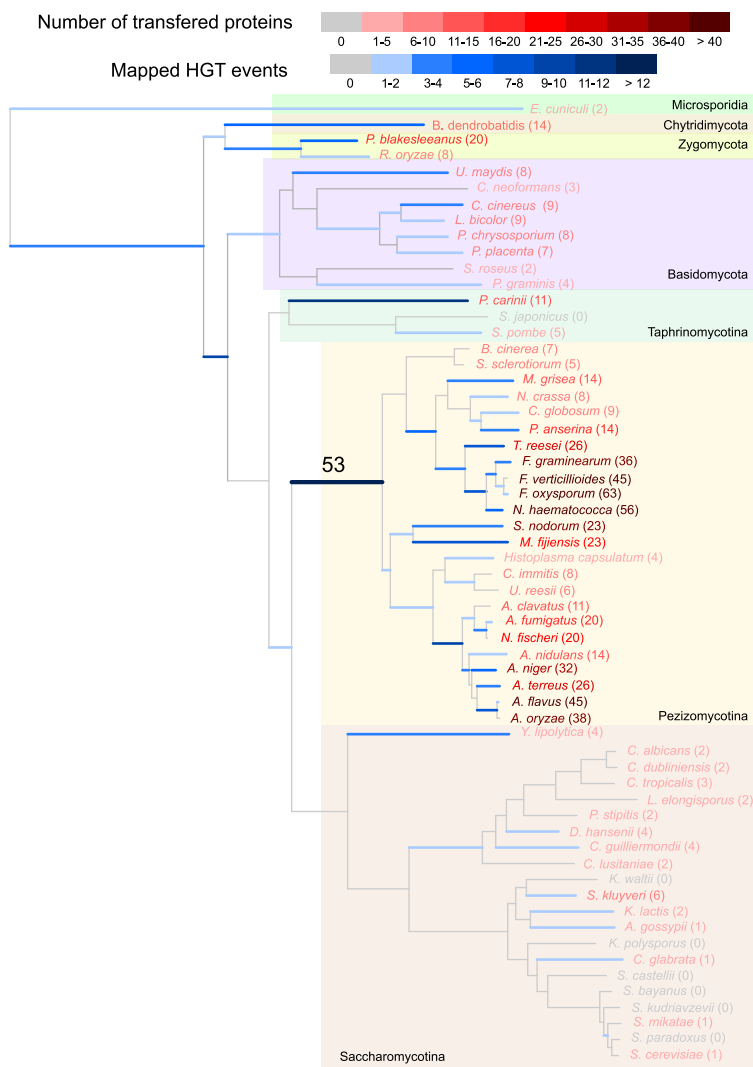 Number of transfered proteins
0 1-5 6-10 11-15 16-20 21-25 26-30 31-35 36-40 > 40
Mapped HGT events
0 1-2 3-4 5-6 7-8 9-10 11-12 > 12
E. cuniculi (2)
Microsporidia
B. dendrobatidis (14)
Chytridimycota
P. blakesleeanus (20)
Zygomycota
R. oryzae (8)
U. maydis (8)
C. neoformans (3)
C. cinereus (9)
L. bicolor (9)
P. chrysosporium (8)
P. placenta (7)
S. roseus (2)
Basidomycota
P. graminis (4)
P. carinii (11)
S. japonicus (0)
S. pombe (5)
Taphrinomycotina
B. cinerea (7)
S. sclerotiorum (5)
M. grisea (14)
N. crassa (8)
C. globosum (9)
P. anserina (14)
T. reesei (26)
F. graminearum (36)
53
F. verticillioides (45)
F. oxysporum (63)
N. haematococca (56)
S. nodorum (23)
M. fijiensis (23)
Histoplasma capsulatum (4)
C. immitis (8)
U. reesii (6)
A. clavatus (11)
A. fumigatus (20)
N. fischeri (20)
A. nidulans (14)
A. niger (32)
A. terreus (26)
A. flavus (45)
A. oryzae (38)
Pezizomycotina
Y. lipolytica (4)
C. albicans (2)
C. dubliniensis (2)
C. tropicalis (3)
L. elongisporus (2)
P. stipitis (2)
D. hansenii (4)
C. guilliermondii (4)
C. lusitaniae (2)
K. waltii (0)
S. kluyveri (6)
K. lactis (2)
A. gossypii (1)
K. polysporus (0)
C. glabrata (1)
S. castellii (0)
S. bayanus (0)
S. kudriavzevii (0)
S. mikatae (1)
S. paradoxus (0)
S. cerevisiae (1)
Saccharomycotina